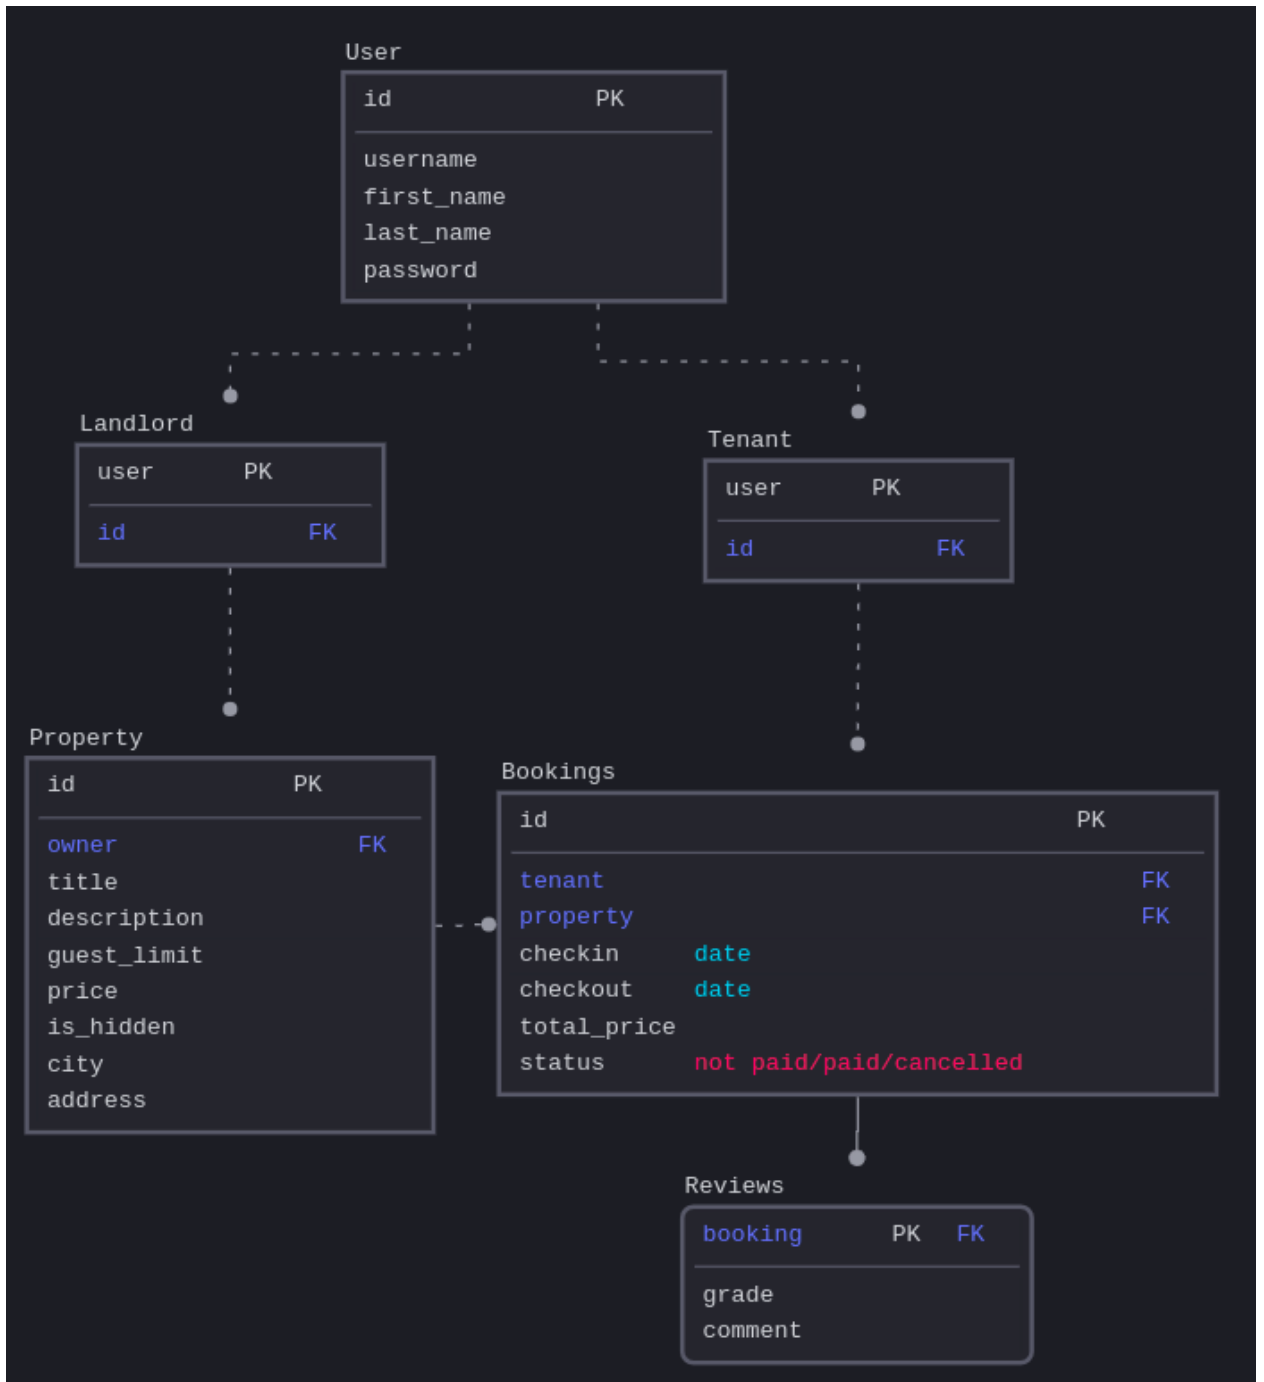 User
id PK
username
first_name
last_name
password
Landlord
user PK
id FK
Tenant
user PK
id FK
Property
id PK
owner FK
title
description
guest_limit
price
is_hidden
city
address
Bookings
id PK
tenant FK
property FK
checkin date
checkout date
total_price
status not paid/paid/cancelled
Reviews
booking PK FK
grade
comment